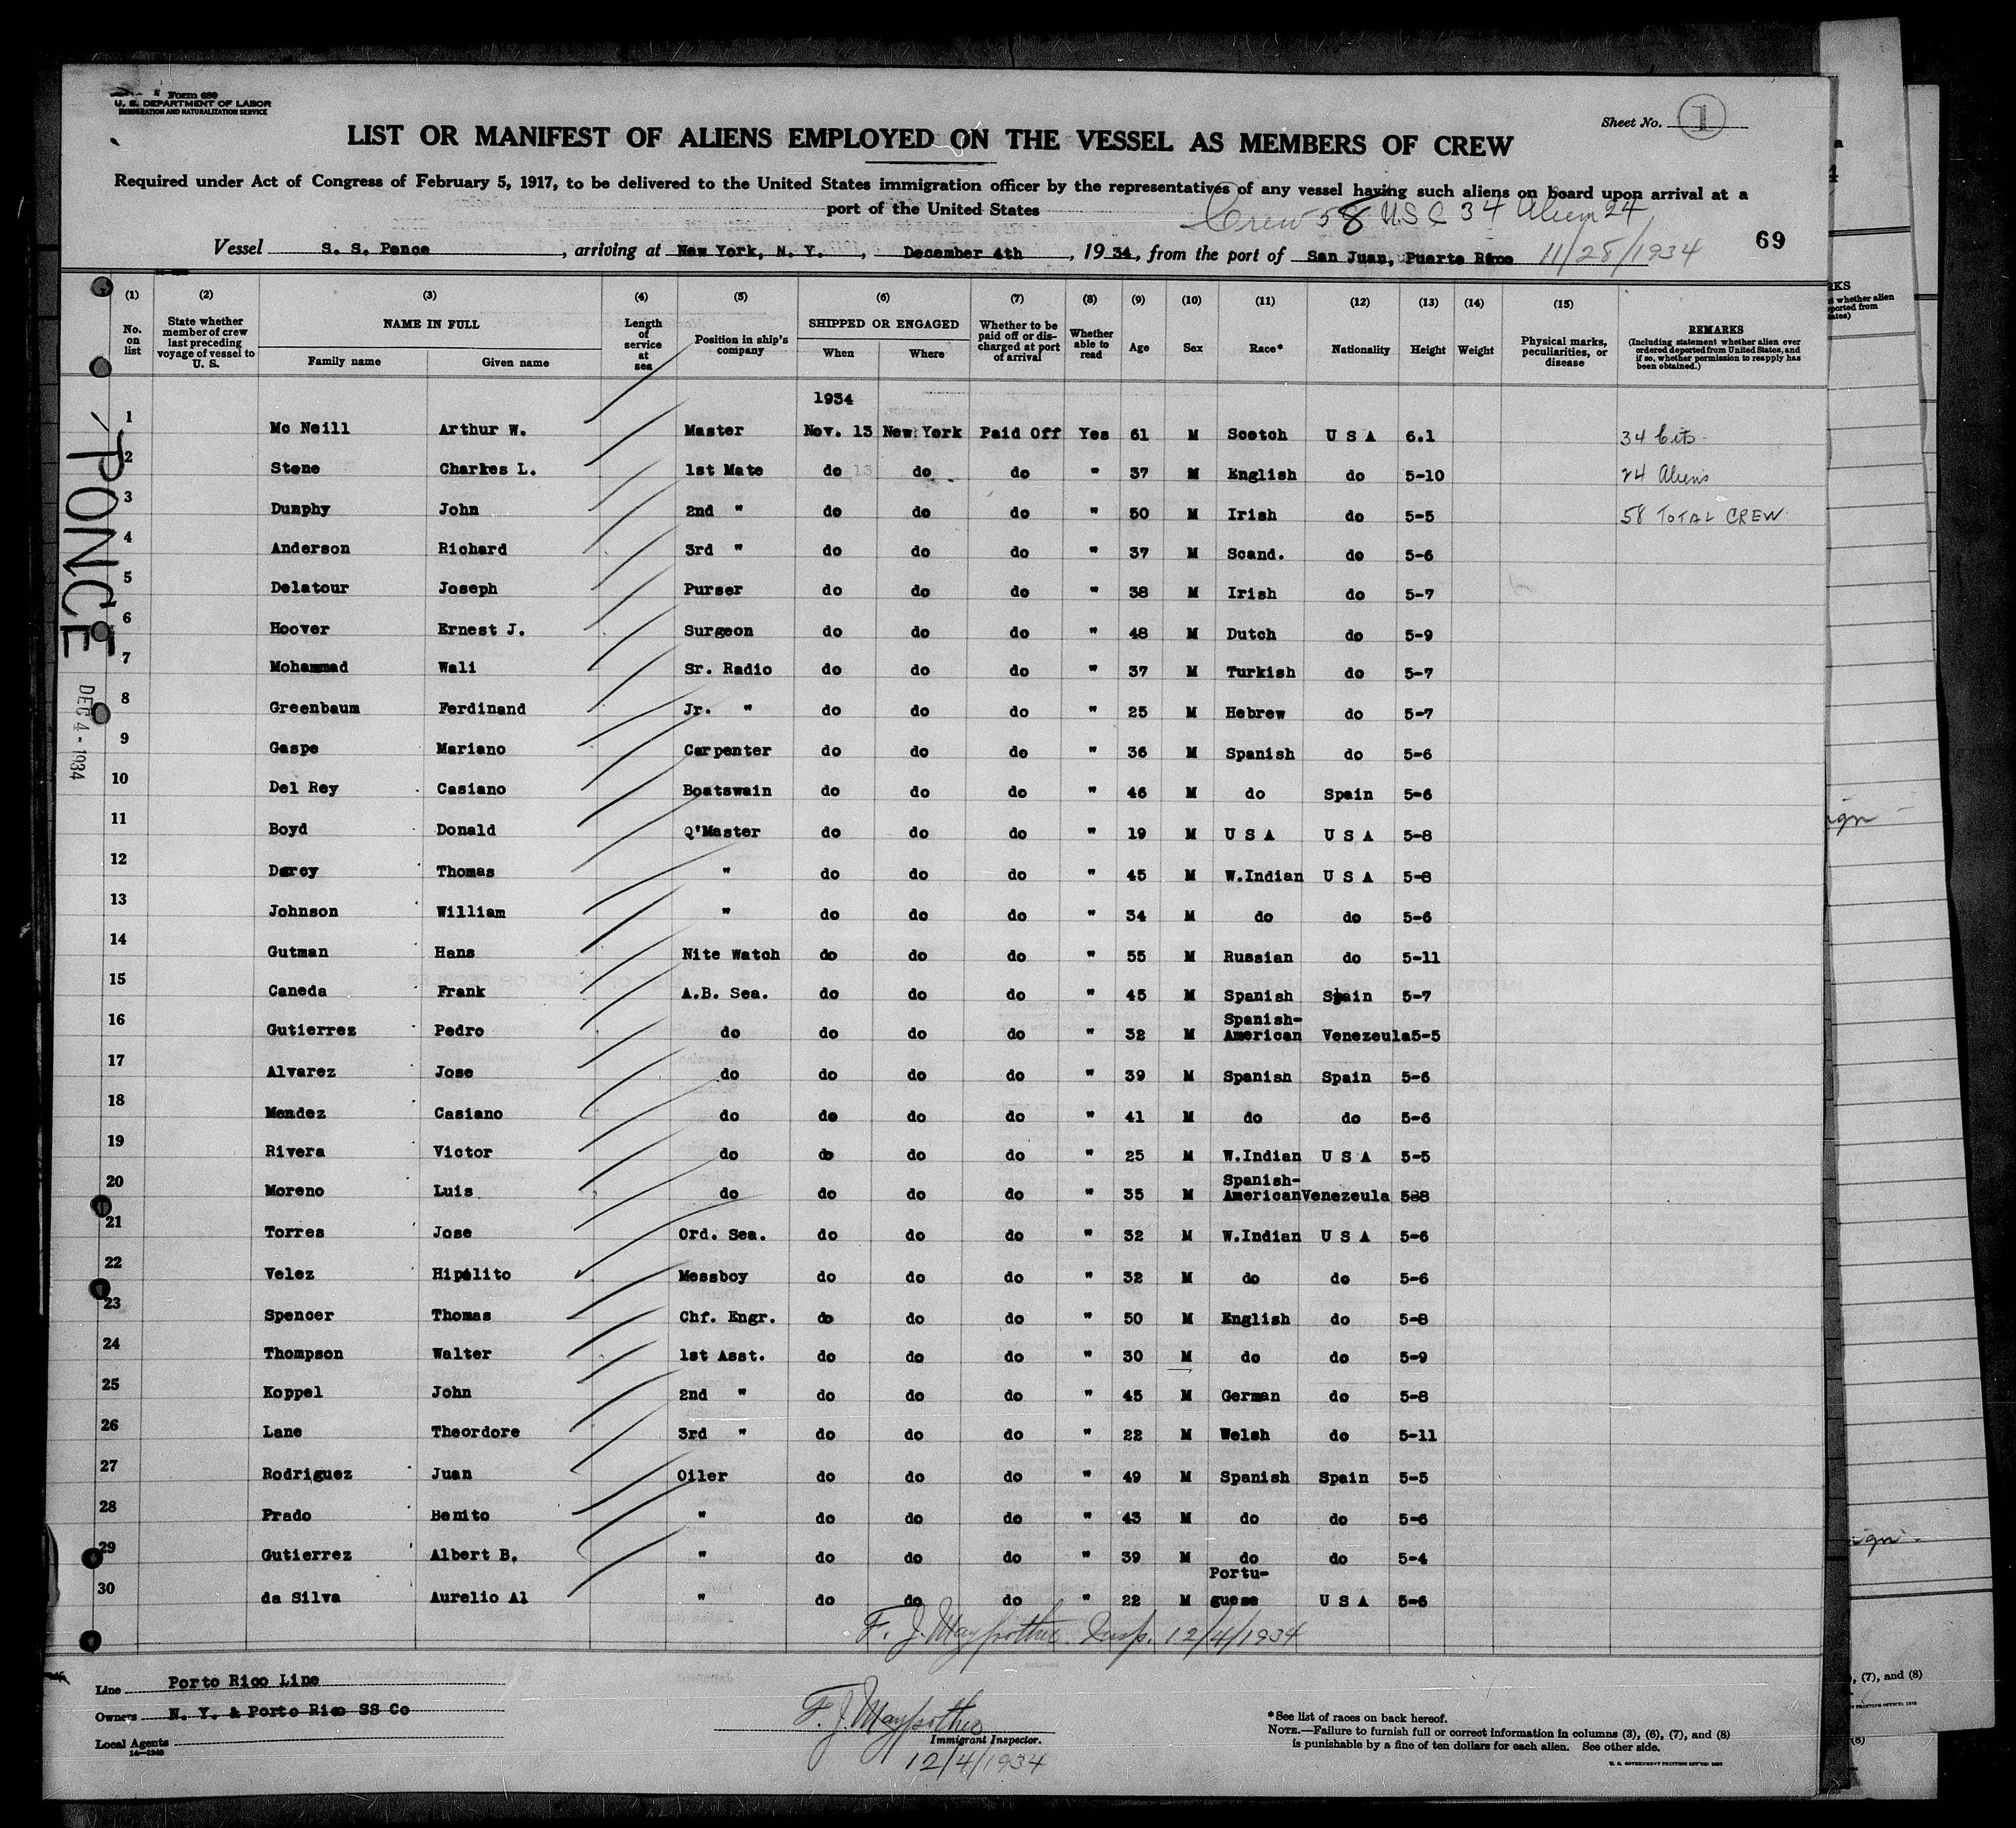 Form 680
U. S. DEPARTMENT OF LABOR
IMMIGRATION AND NATURALIZATION SERVICE
Sheet No. 1
LIST OR MANIFEST OF ALIENS EMPLOYED ON THE VESSEL AS MEMBERS OF CREW
Required under Act of Congress of February 5, 1917, to be delivered to the United States immigration officer by the representatives of any vessel having such aliens on board upon arrival at a
port of the United States
Crew 58 USC 34 Aliens 24
Vessel S. S. Ponce, arriving at New York, N. Y., December 4th, 1934, from the port of San Juan, Puerto Rico 11/28/1934
69
(1) (2) (3) (4) (5) (6) (7) (8) (9) (10) (11) (12) (13) (14) (15)
No. on list | State whether member of crew last preceding voyage of vessel to U. S. | NAME IN FULL Family name Given name | Length of service at sea | Position in ship's company | SHIPPED OR ENGAGED When Where | Whether to be paid off or discharged at port of arrival | Whether able to read | Age | Sex | Race* | Nationality | Height | Weight | Physical marks, peculiarities, or disease | REMARKS (Including statement whether alien ever ordered deported from United States, and if so, whether permission to reapply has been obtained.)
1934
1 Mc Neill Arthur W. Master Nov. 13 New York Paid Off Yes 61 M Scotch U S A 6.1 34 Cits.
2 Stone Charles L. 1st Mate do do do " 37 M English do 5-10 24 Aliens
3 Dunphy John 2nd " do do do " 50 M Irish do 5-5 58 TOTAL CREW
4 Anderson Richard 3rd " do do do " 37 M Scand. do 5-6
5 Delatour Joseph Purser do do do " 38 M Irish do 5-7
6 Hoover Ernest J. Surgeon do do do " 48 M Dutch do 5-9
7 Mohammad Wali Sr. Radio do do do " 37 M Turkish do 5-7
8 Greenbaum Ferdinand Jr. " do do do " 25 M Hebrew do 5-7
9 Gaspe Mariano Carpenter do do do " 36 M Spanish do 5-6
10 Del Rey Casiano Boatswain do do do " 46 M do Spain 5-6
11 Boyd Donald Q'Master do do do " 19 M U S A U S A 5-8
12 Darcy Thomas " do do do " 45 M W.Indian U S A 5-8
13 Johnson William " do do do " 34 M do do 5-6
14 Gutman Hans Nite Watch do do do " 55 M Russian do 5-11
15 Caneda Frank A.B. Sea. do do do " 45 M Spanish Spain 5-7
16 Gutierrez Pedro do do do do " 32 M Spanish-American Venezeula 5-5
17 Alvarez Jose do do do do " 39 M Spanish Spain 5-6
18 Mendez Casiano do do do do " 41 M do do 5-6
19 Rivera Victor do do do do " 25 M W.Indian U S A 5-5
20 Moreno Luis do do do do " 35 M Spanish-American Venezeula 588
21 Torres Jose Ord. Sea. do do do " 32 M W.Indian U S A 5-6
22 Velez Hipolito Messboy do do do " 32 M do do 5-6
23 Spencer Thomas Chf. Engr. do do do " 50 M English do 5-8
24 Thompson Walter 1st Asst. do do do " 30 M do do 5-9
25 Koppel John 2nd " do do do " 45 M German do 5-8
26 Lane Theordore 3rd " do do do " 22 M Welsh do 5-11
27 Rodriguez Juan Oiler do do do " 49 M Spanish Spain 5-5
28 Prado Benito " do do do " 43 M do do 5-6
29 Gutierrez Albert B. " do do do " 39 M do do 5-4
30 da Silva Aurelio Al " do do do " 22 M Portu-guese U S A 5-6
PONCE
DEC 4 - 1934
F. J. Insp. 12/4/1934
Line Porto Rico Line
Owners N. Y. & Porto Rico SS Co
Local Agents
14—1240
F. J.
Immigrant Inspector.
12/4/1934
*See list of races on back hereof.
NOTE.—Failure to furnish full or correct information in columns (3), (6), (7), and (8)
is punishable by a fine of ten dollars for each alien. See other side.
, (7), and (8)